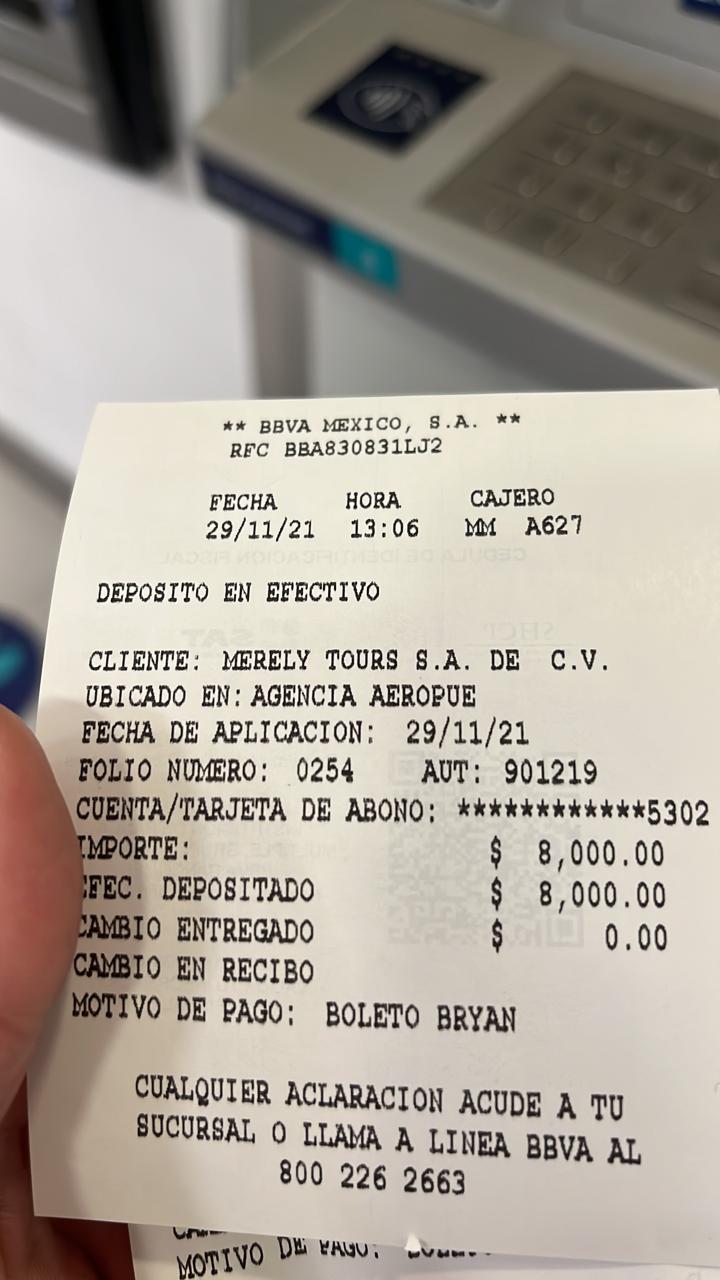 ** BBVA MEXICO, S.A. **
RFC BBA830831LJ2
FECHA HORA CAJERO
29/11/21 13:06 MM A627
DEPOSITO EN EFECTIVO
CLIENTE: MERELY TOURS S.A. DE C.V.
UBICADO EN: AGENCIA AEROPUE
FECHA DE APLICACION: 29/11/21
FOLIO NUMERO: 0254 AUT: 901219
CUENTA/TARJETA DE ABONO: ************5302
IMPORTE: $ 8,000.00
EFEC. DEPOSITADO $ 8,000.00
CAMBIO ENTREGADO $ 0.00
CAMBIO EN RECIBO
MOTIVO DE PAGO: BOLETO BRYAN
CUALQUIER ACLARACION ACUDE A TU
SUCURSAL O LLAMA A LINEA BBVA AL
800 226 2663
MOTIVO DE PAGO: